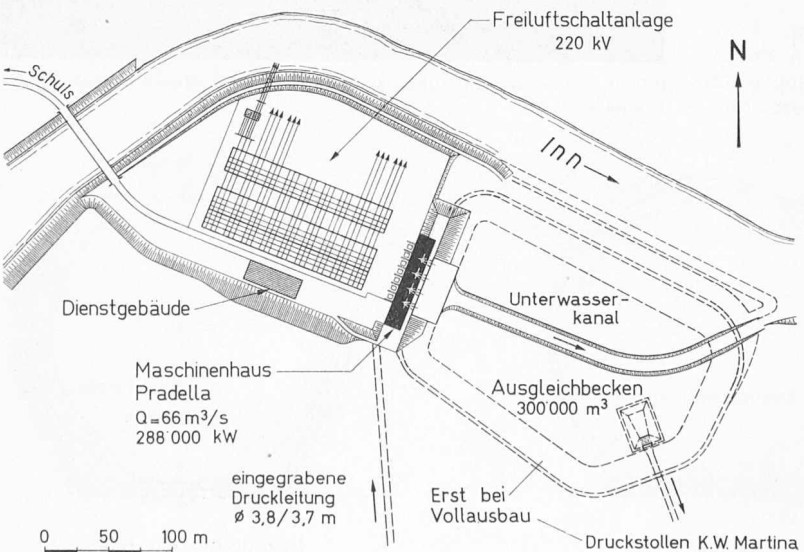 Freiluftschaltanlage
220 kV
N
Schuls
Inn
Dienstgebäude
Unterwasser-
kanal
Maschinenhaus
Pradella
Q=66 m³/s
288'000 kW
Ausgleichbecken
300'000 m³
eingegrabene
Druckleitung
ø 3,8/3,7 m
Erst bei
Vollausbau
0 50 100 m
Druckstollen K.W. Martina